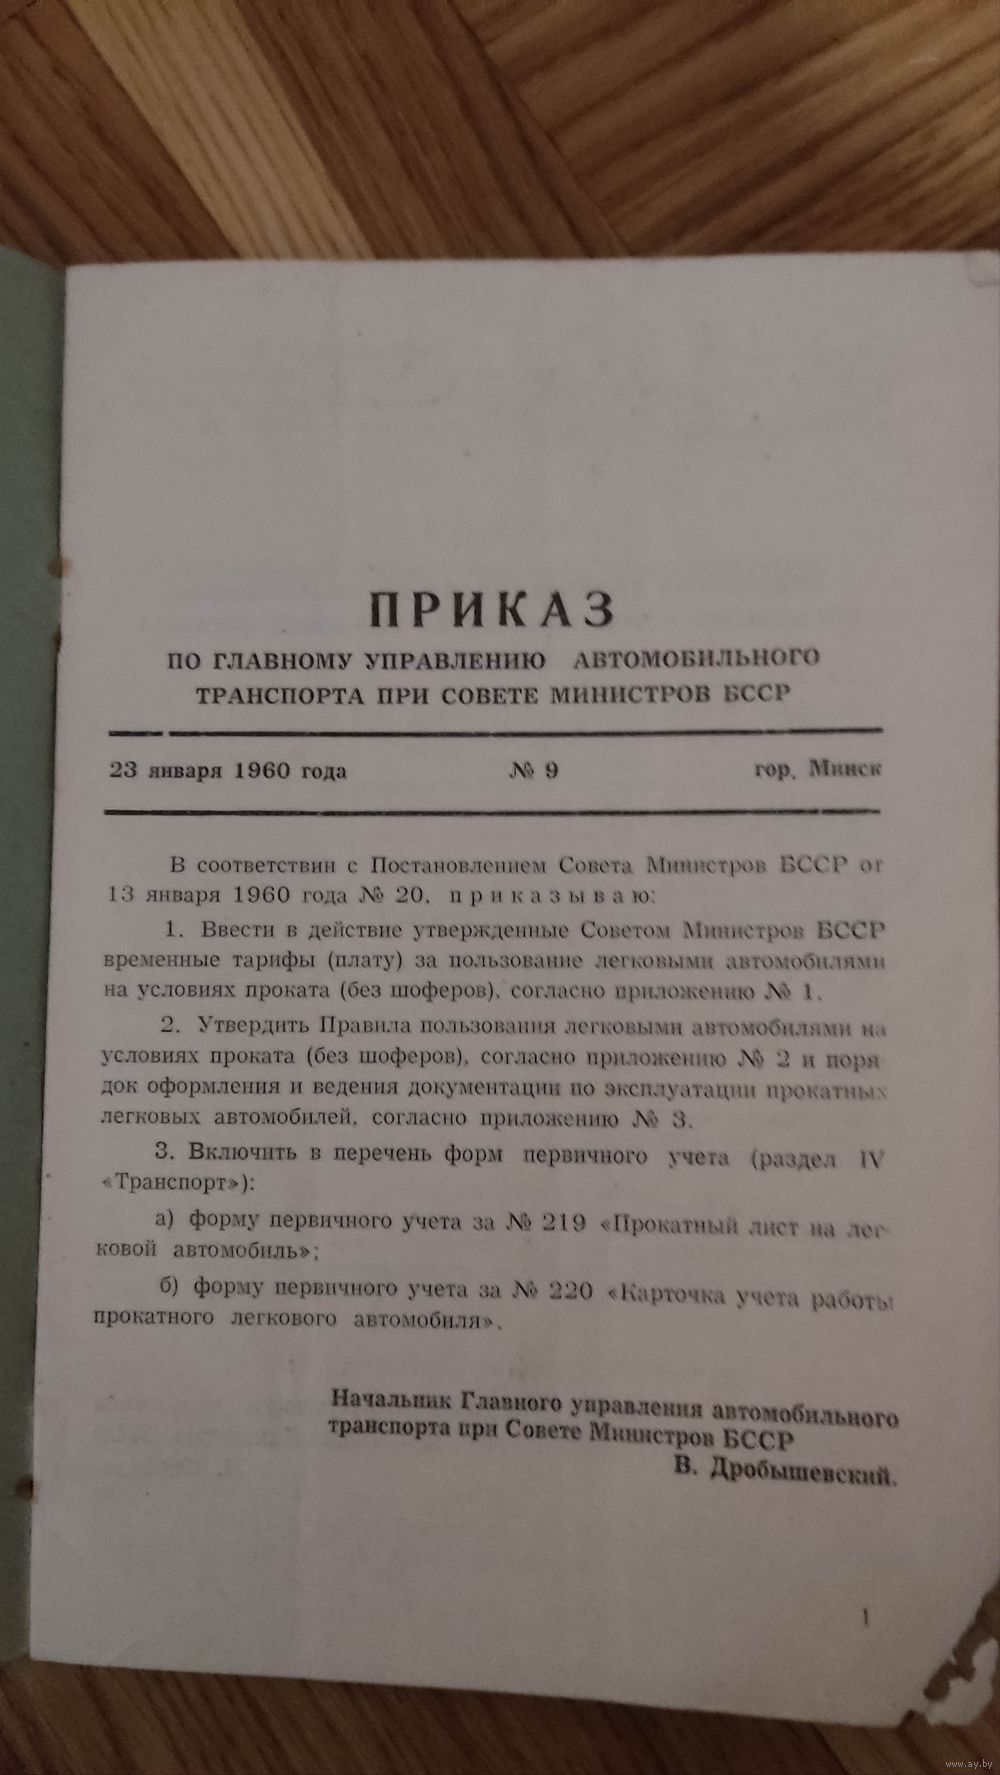 ПРИКАЗ
ПО ГЛАВНОМУ УПРАВЛЕНИЮ АВТОМОБИЛЬНОГО
ТРАНСПОРТА ПРИ СОВЕТЕ МИНИСТРОВ БССР
23 января 1960 года № 9 гор. Минск
В соответствии с Постановлением Совета Министров БССР от
13 января 1960 года № 20, приказываю:
1. Ввести в действие утвержденные Советом Министров БССР
временные тарифы (плату) за пользование легковыми автомобилями
на условиях проката (без шоферов), согласно приложению № 1.
2. Утвердить Правила пользования легковыми автомобилями на
условиях проката (без шоферов), согласно приложению № 2 и поря-
док оформления и ведения документации по эксплуатации прокатных
легковых автомобилей, согласно приложению № 3.
3. Включить в перечень форм первичного учета (раздел IV
«Транспорт»):
а) форму первичного учета за № 219 «Прокатный лист на лег-
ковой автомобиль»;
б) форму первичного учета за № 220 «Карточка учета работы
прокатного легкового автомобиля».
Начальник Главного управления автомобильного
транспорта при Совете Министров БССР
В. Дробышевский.
1
www.ay.by